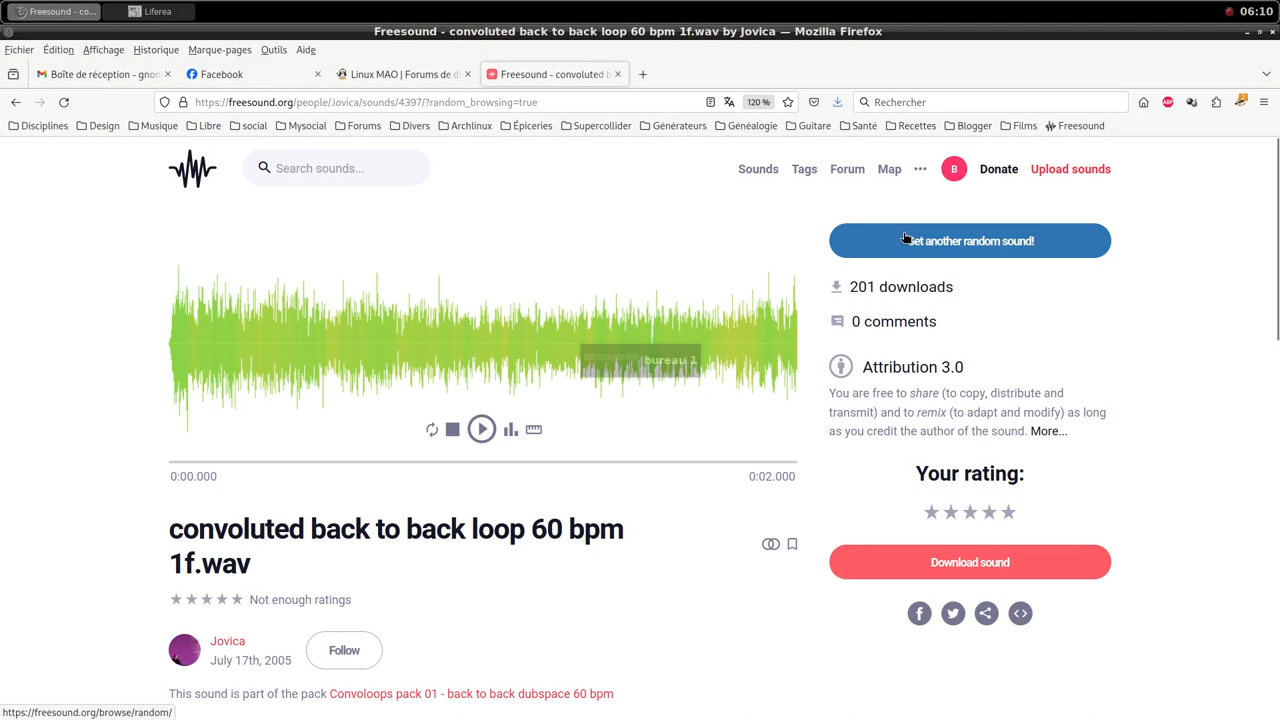 Freesound - co...
Liferea
06:10
Freesound - convoluted back to back loop 60 bpm 1f.wav by Jovica — Mozilla Firefox
Fichier Édition Affichage Historique Marque-pages Outils Aide
Boîte de réception - gno
Facebook
Linux MAO | Forums de d
Freesound - convoluted b
https://freesound.org/people/Jovica/sounds/4397/?random_browsing=true
120 %
Rechercher
ABP
Disciplines Design Musique Libre social Mysocial Forums Divers Archlinux Épiceries Supercollider Générateurs Généalogie Guitare Santé Recettes Blogger Films Freesound
Search sounds...
Sounds Tags Forum Map B Donate Upload sounds
Get another random sound!
201 downloads
0 comments
bureau 1
Attribution 3.0
You are free to share (to copy, distribute and
transmit) and to remix (to adapt and modify) as long
as you credit the author of the sound. More...
0:00.000
0:02.000
Your rating:
convoluted back to back loop 60 bpm
1f.wav
Download sound
Not enough ratings
Jovica
July 17th, 2005
Follow
This sound is part of the pack Convoloops pack 01 - back to back dubspace 60 bpm
https://freesound.org/browse/random/